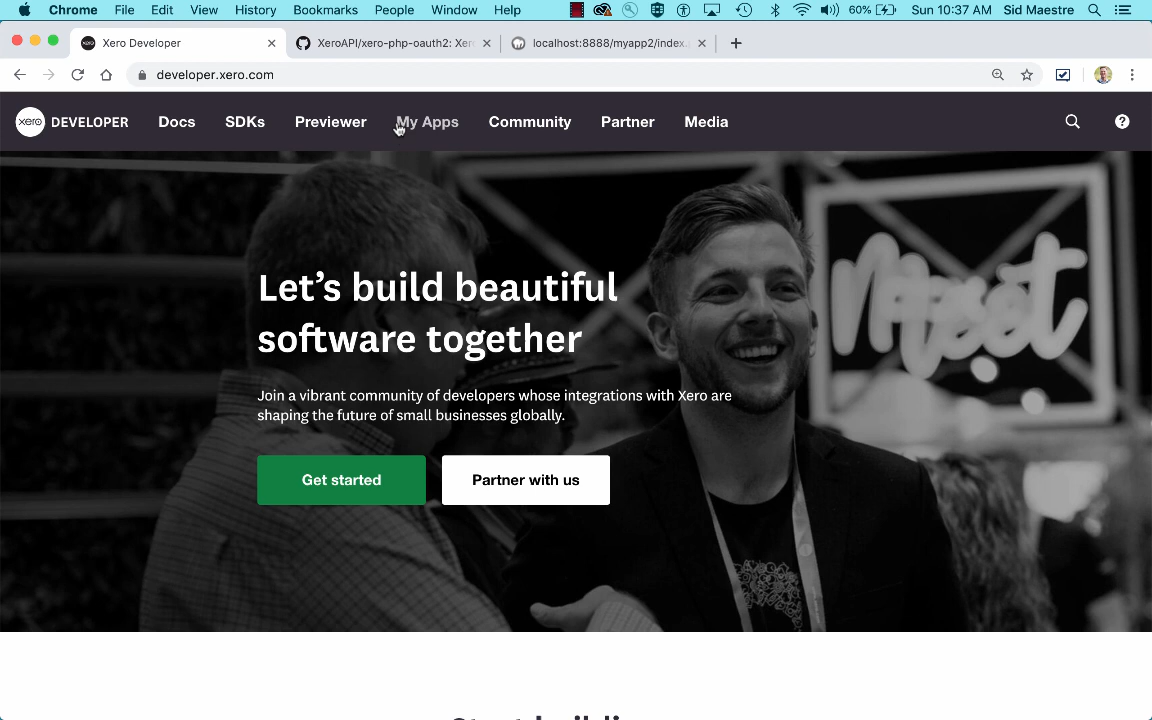 Chrome File Edit View History Bookmarks People Window Help 60% Sun 10:37 AM Sid Maestre
Xero Developer XeroAPI/xero-php-oauth2: Xer localhost:8888/myapp2/index.
developer.xero.com
xero DEVELOPER Docs SDKs Previewer My Apps Community Partner Media
Meet
Let’s build beautiful
software together
Join a vibrant community of developers whose integrations with Xero are
shaping the future of small businesses globally.
Get started Partner with us